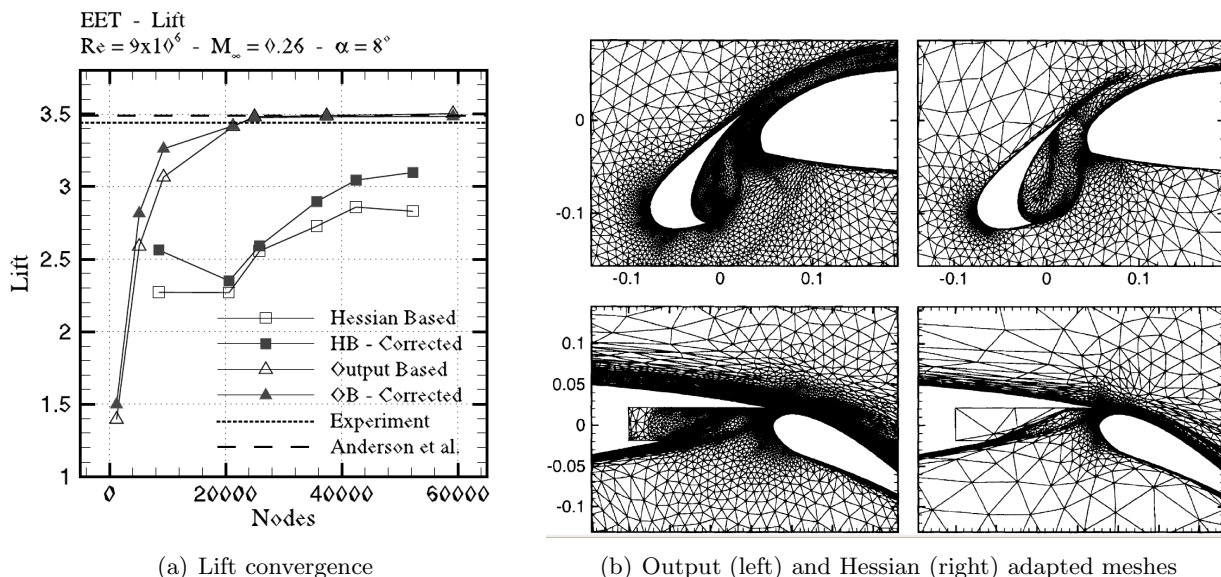 EET - Lift
Re = 9x10⁶ - M∞ = 0.26 - α = 8°
3.5
3
2.5
2
1.5
1
Lift
0
20000
40000
60000
Nodes
Hessian Based
HB - Corrected
Output Based
OB - Corrected
Experiment
Anderson et al.
(a) Lift convergence
0
-0.1
-0.1
0
0.1
-0.1
0
0.1
0.1
0.05
0
-0.05
-0.1
(b) Output (left) and Hessian (right) adapted meshes